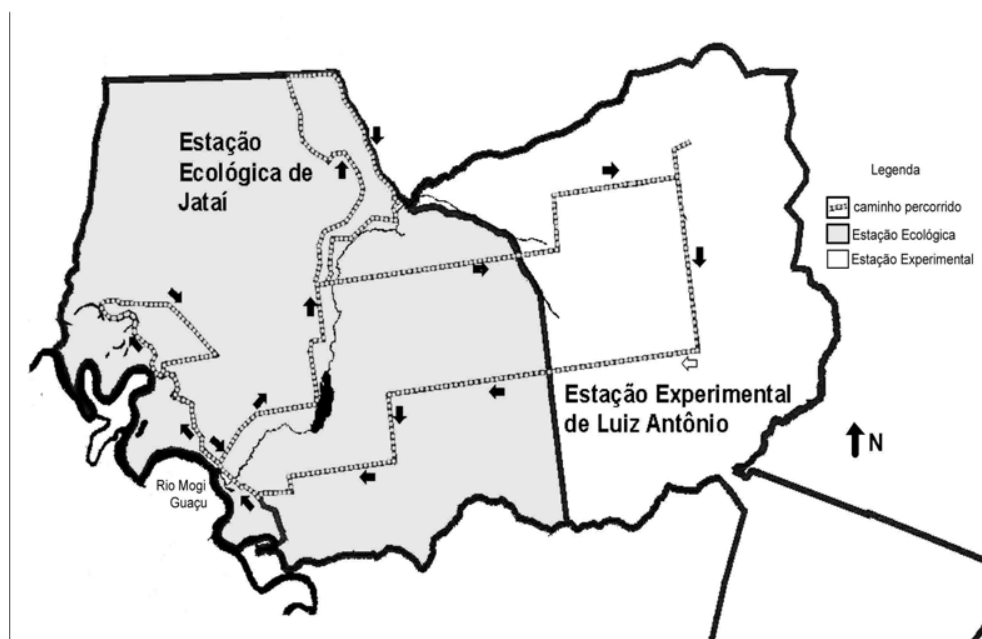 Estação
Ecológica de
Jataí
Legenda
caminho percorrido
Estação Ecológica
Estação Experimental
Estação Experimental
de Luiz Antônio
N
Rio Mogi
Guaçu